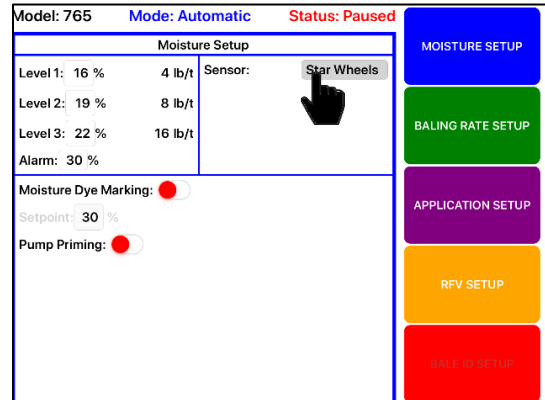 Model: 765 Mode: Automatic Status: Paused
Moisture Setup
Level 1: 16 % 4 lb/t
Level 2: 19 % 8 lb/t
Level 3: 22 % 16 lb/t
Alarm: 30 %
Sensor: Star Wheels
Moisture Dye Marking:
Setpoint: 30 %
Pump Priming:
MOISTURE SETUP
BALING RATE SETUP
APPLICATION SETUP
RFV SETUP
BALE ID SETUP